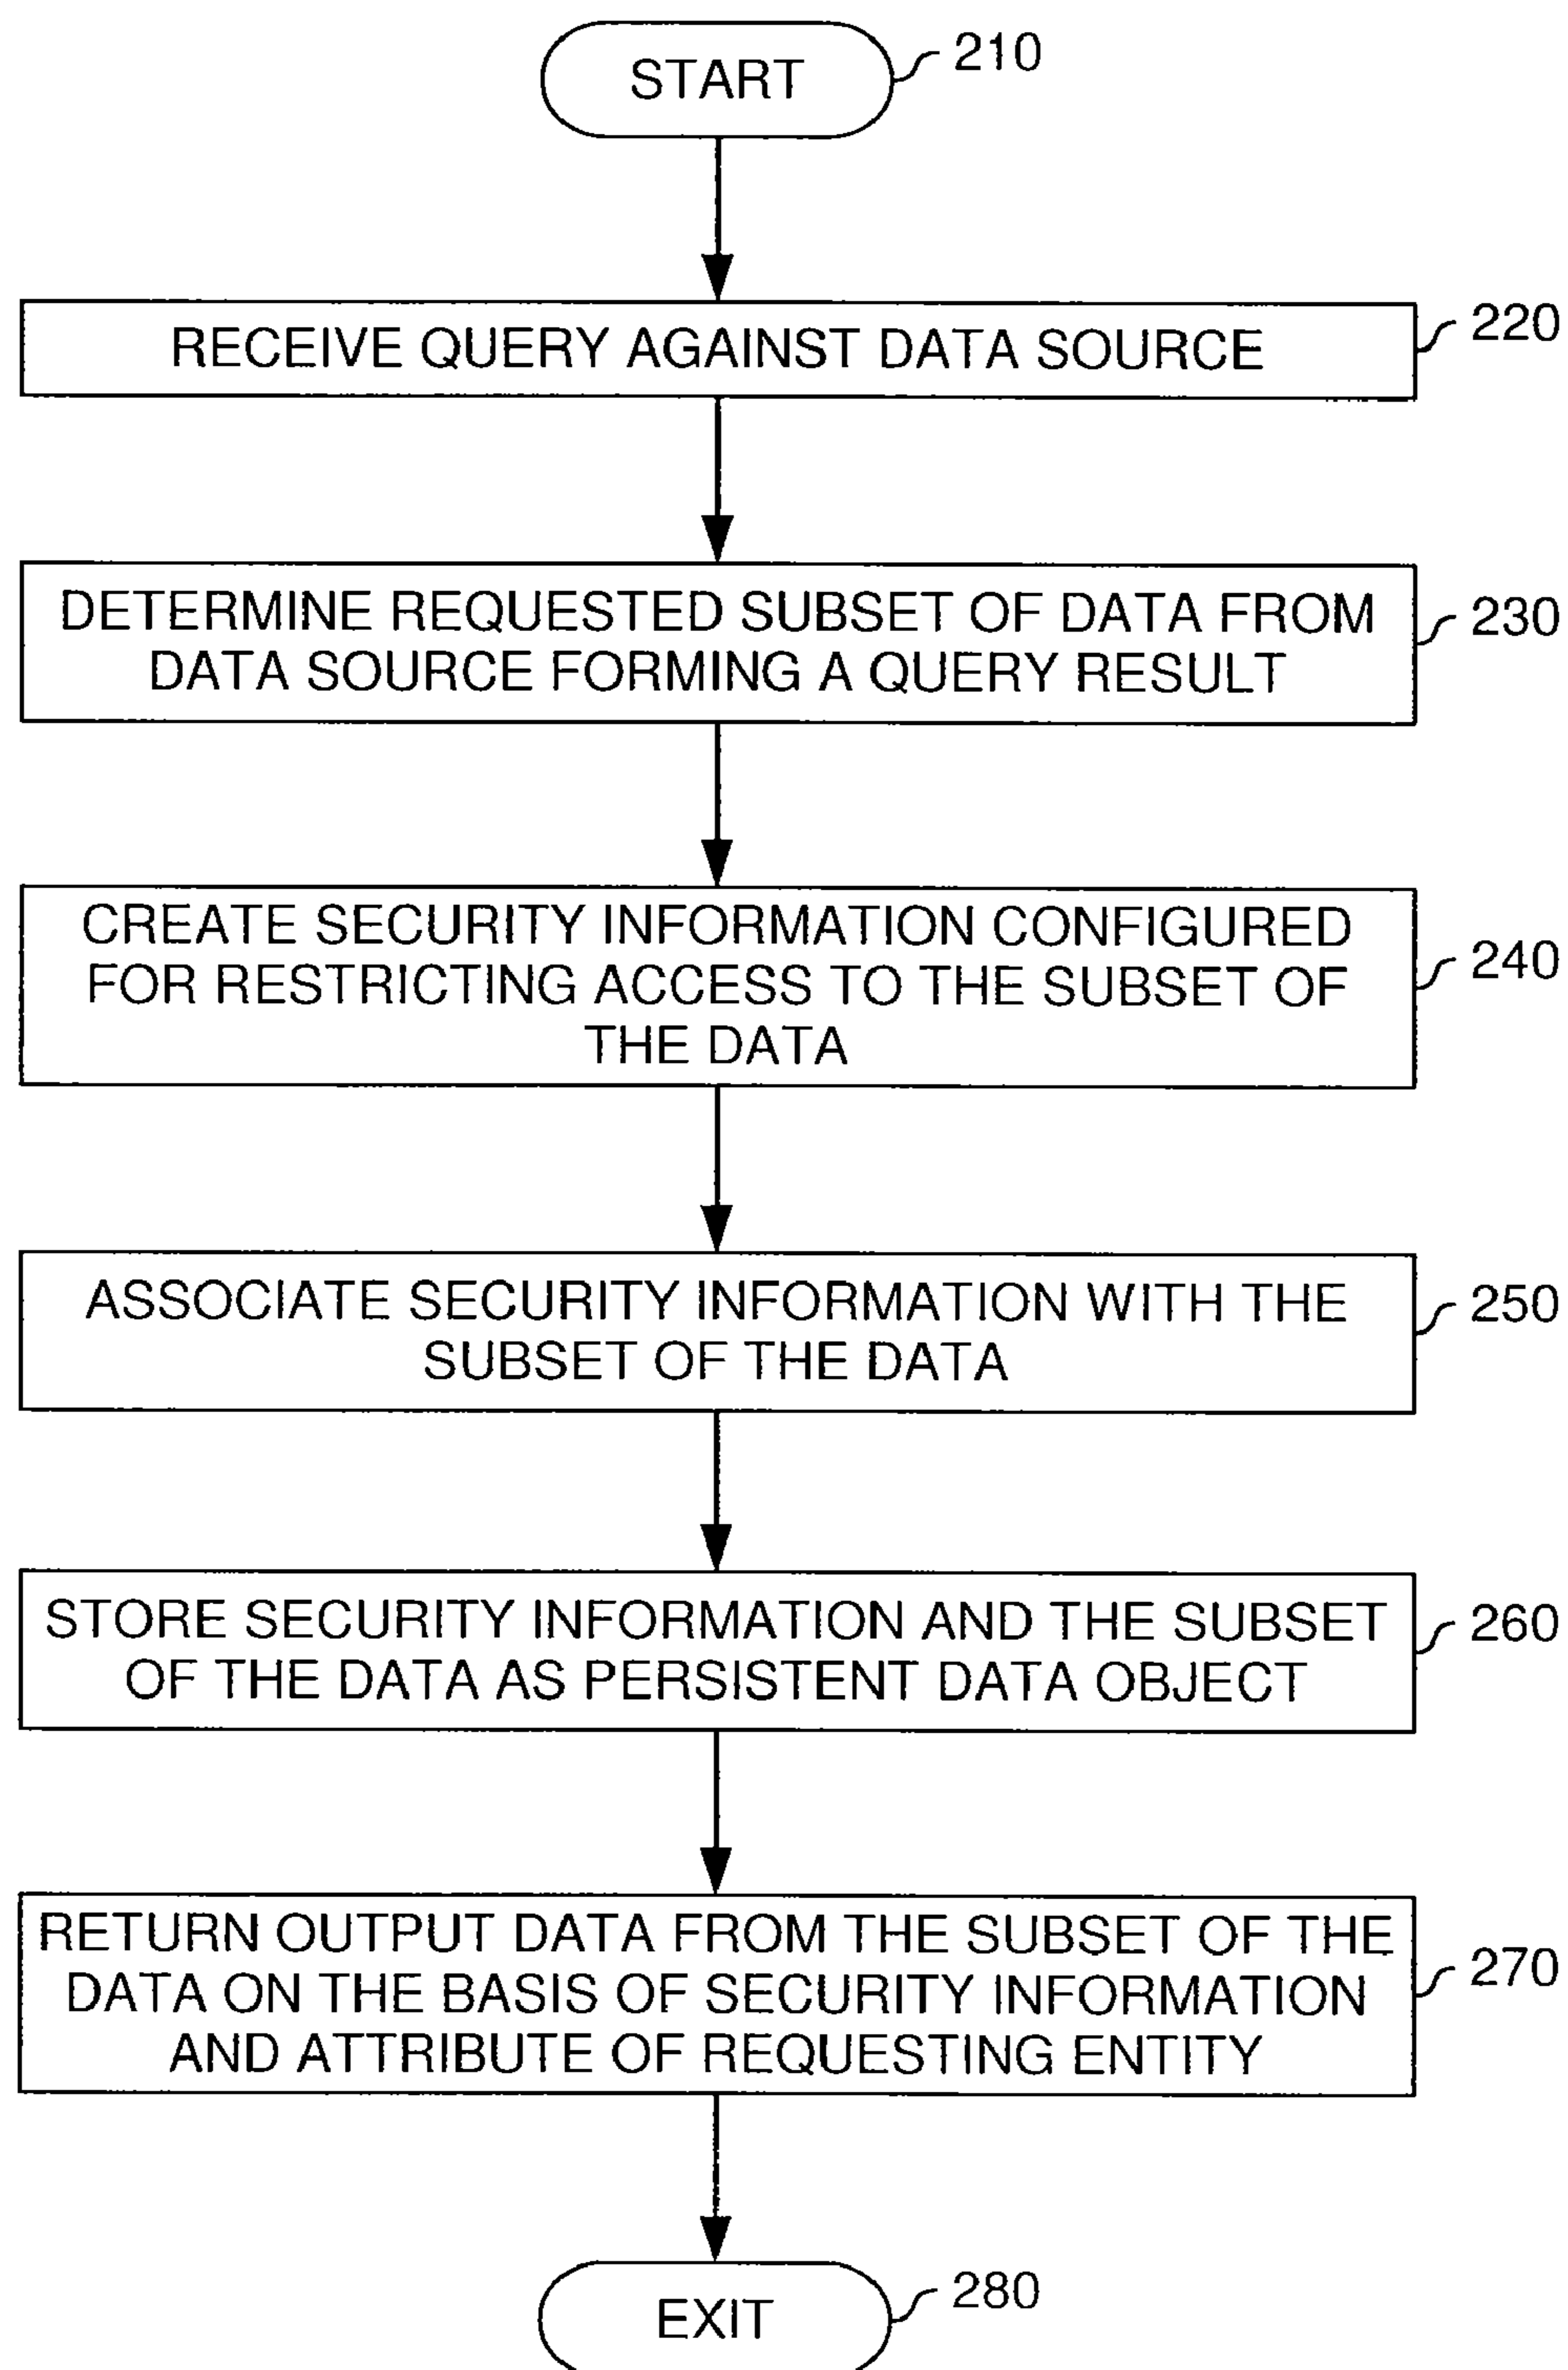 START
210
RECEIVE QUERY AGAINST DATA SOURCE
220
DETERMINE REQUESTED SUBSET OF DATA FROM
DATA SOURCE FORMING A QUERY RESULT
230
CREATE SECURITY INFORMATION CONFIGURED
FOR RESTRICTING ACCESS TO THE SUBSET OF
THE DATA
240
ASSOCIATE SECURITY INFORMATION WITH THE
SUBSET OF THE DATA
250
STORE SECURITY INFORMATION AND THE SUBSET
OF THE DATA AS PERSISTENT DATA OBJECT
260
RETURN OUTPUT DATA FROM THE SUBSET OF THE
DATA ON THE BASIS OF SECURITY INFORMATION
AND ATTRIBUTE OF REQUESTING ENTITY
270
EXIT
280